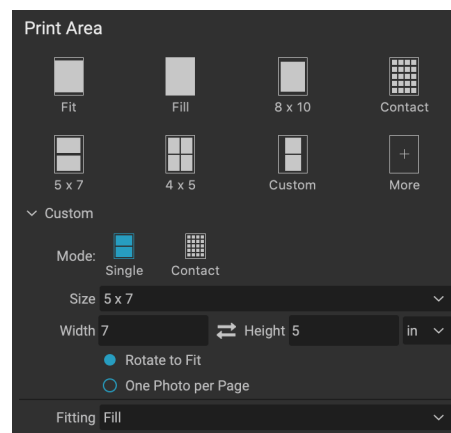 Print Area
Fit Fill 8 x 10 Contact
5 x 7 4 x 5 Custom More
Custom
Mode: Single Contact
Size 5 x 7
Width 7 Height 5 in
Rotate to Fit
One Photo per Page
Fitting Fill